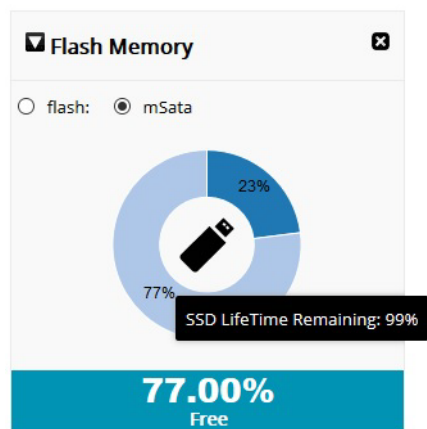 Flash Memory
flash: mSata
23%
77%
SSD LifeTime Remaining: 99%
77.00%
Free